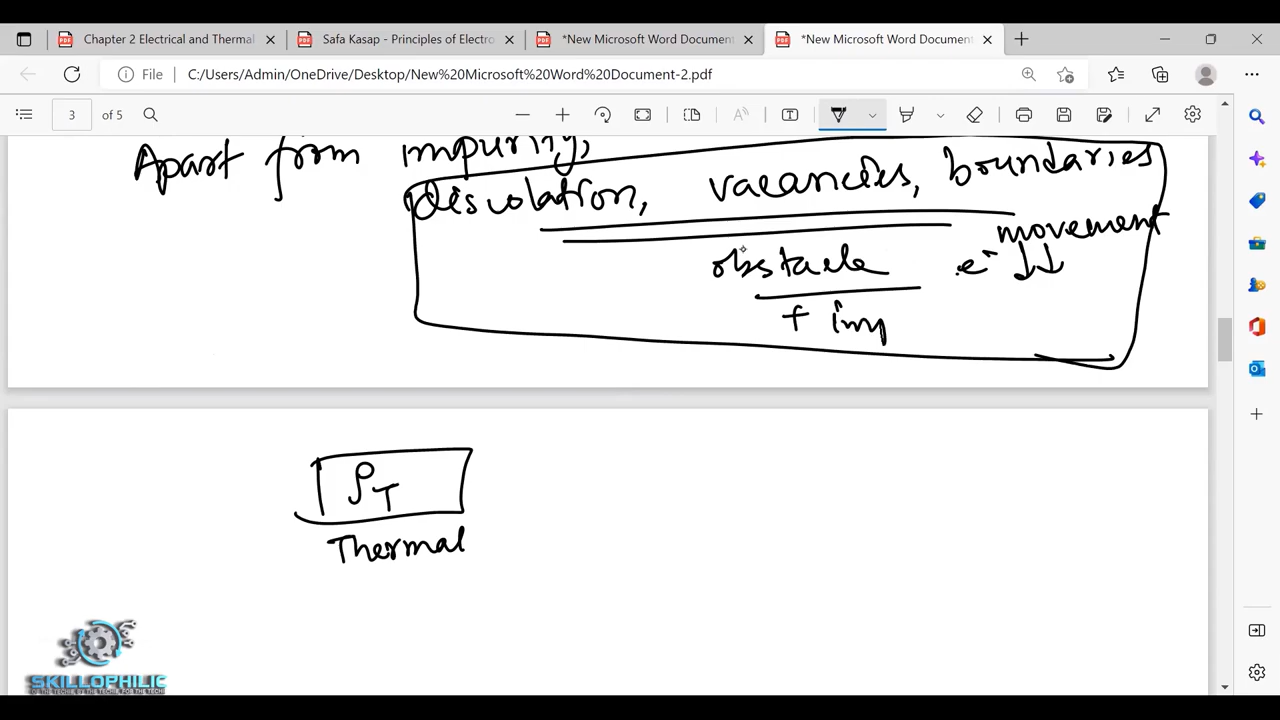 Chapter 2 Electrical and Thermal
Safa Kasap - Principles of Electro
*New Microsoft Word Document
*New Microsoft Word Document
File
C:/Users/Admin/OneDrive/Desktop/New%20Microsoft%20Word%20Document-2.pdf
3 of 5
Apart from impurity,
dislolation, vacancies, boundaries
movement
obstacle e⁻ ↓↓
+ imp
ρT
Thermal
SKILLOPHILIC